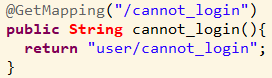 @GetMapping("/cannot_login")
public String cannot_login(){
  return "user/cannot_login";
}